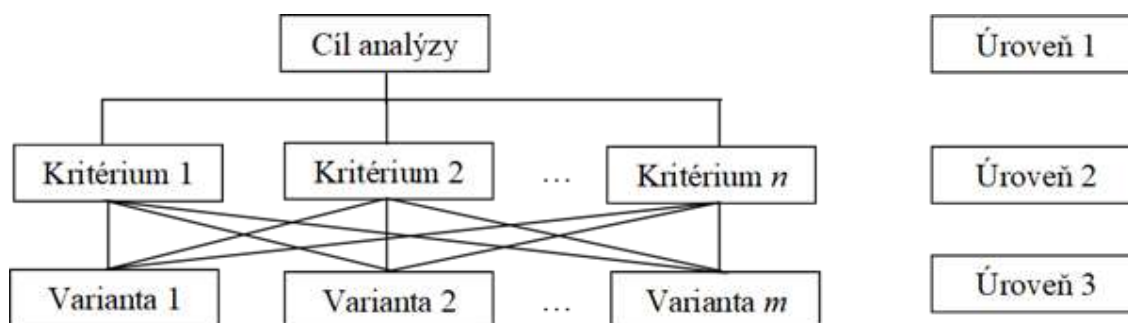 Cíl analýzy
Úroveň 1
Kritérium 1
Kritérium 2
...
Kritérium n
Úroveň 2
Varianta 1
Varianta 2
...
Varianta m
Úroveň 3